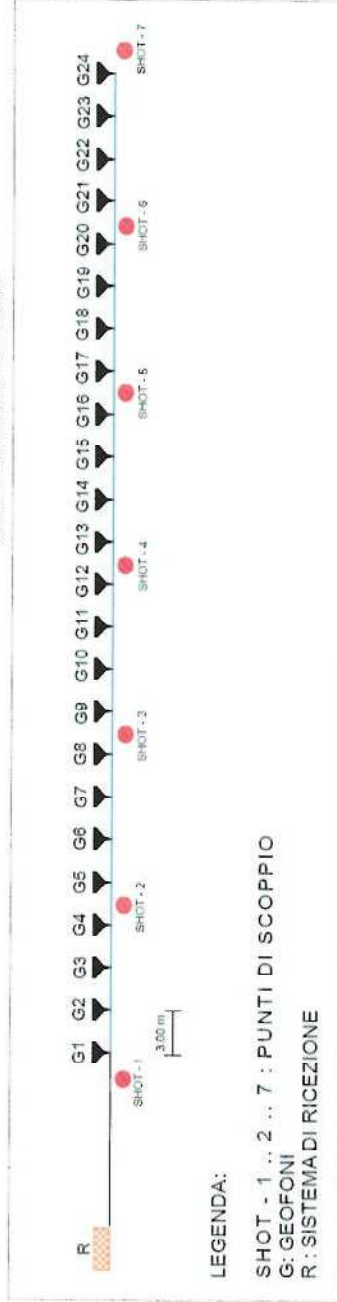 R G1 G2 G3 G4 G5 G6 G7 G8 G9 G10 G11 G12 G13 G14 G15 G16 G17 G18 G19 G20 G21 G22 G23 G24
SHOT - 1 SHOT - 2 SHOT - 3 SHOT - 4 SHOT - 5 SHOT - 6 SHOT - 7
3.00 m
LEGENDA:
SHOT - 1 .. 2 .. 7 : PUNTI DI SCOPPIO
G: GEOFONI
R : SISTEMA DI RICEZIONE